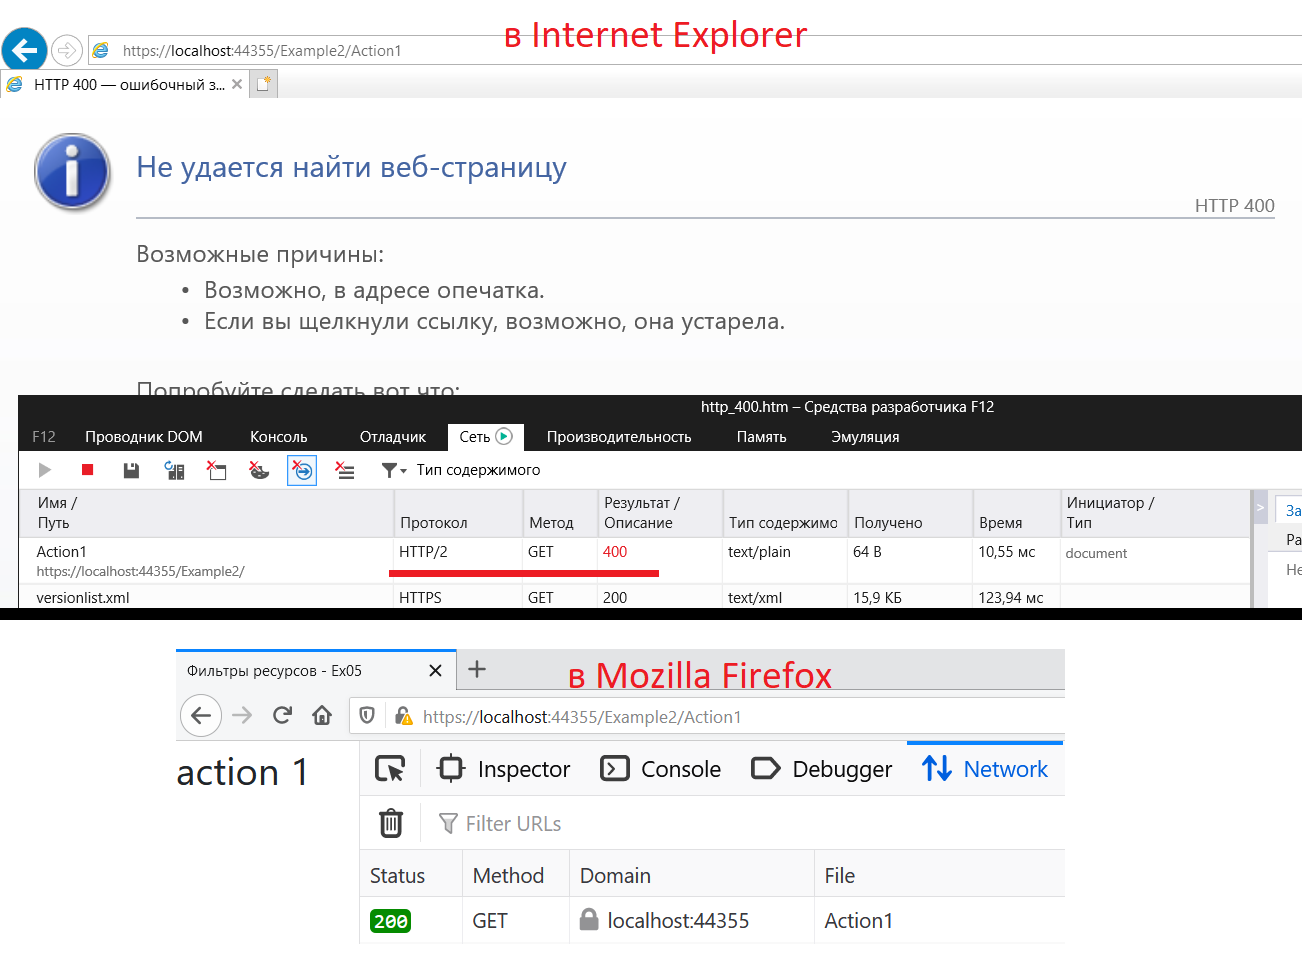 в Internet Explorer
https://localhost:44355/Example2/Action1
HTTP 400 — ошибочный з...
Не удается найти веб-страницу
HTTP 400
Возможные причины:
• Возможно, в адресе опечатка.
• Если вы щелкнули ссылку, возможно, она устарела.
Попробуйте сделать вот что:
http_400.htm – Средства разработчика F12
F12 Проводник DOM Консоль Отладчик Сеть Производительность Память Эмуляция
Тип содержимого
Имя / Путь Протокол Метод Результат / Описание Тип содержимо Получено Время Инициатор / Тип
За
Ра
Action1 HTTP/2 GET 400 text/plain 64 B 10,55 мс document
https://localhost:44355/Example2/
Не
versionlist.xml HTTPS GET 200 text/xml 15,9 КБ 123,94 мс
Фильтры ресурсов - Ex05
в Mozilla Firefox
https://localhost:44355/Example2/Action1
action 1
Inspector Console Debugger Network
Filter URLs
Status Method Domain File
200 GET localhost:44355 Action1